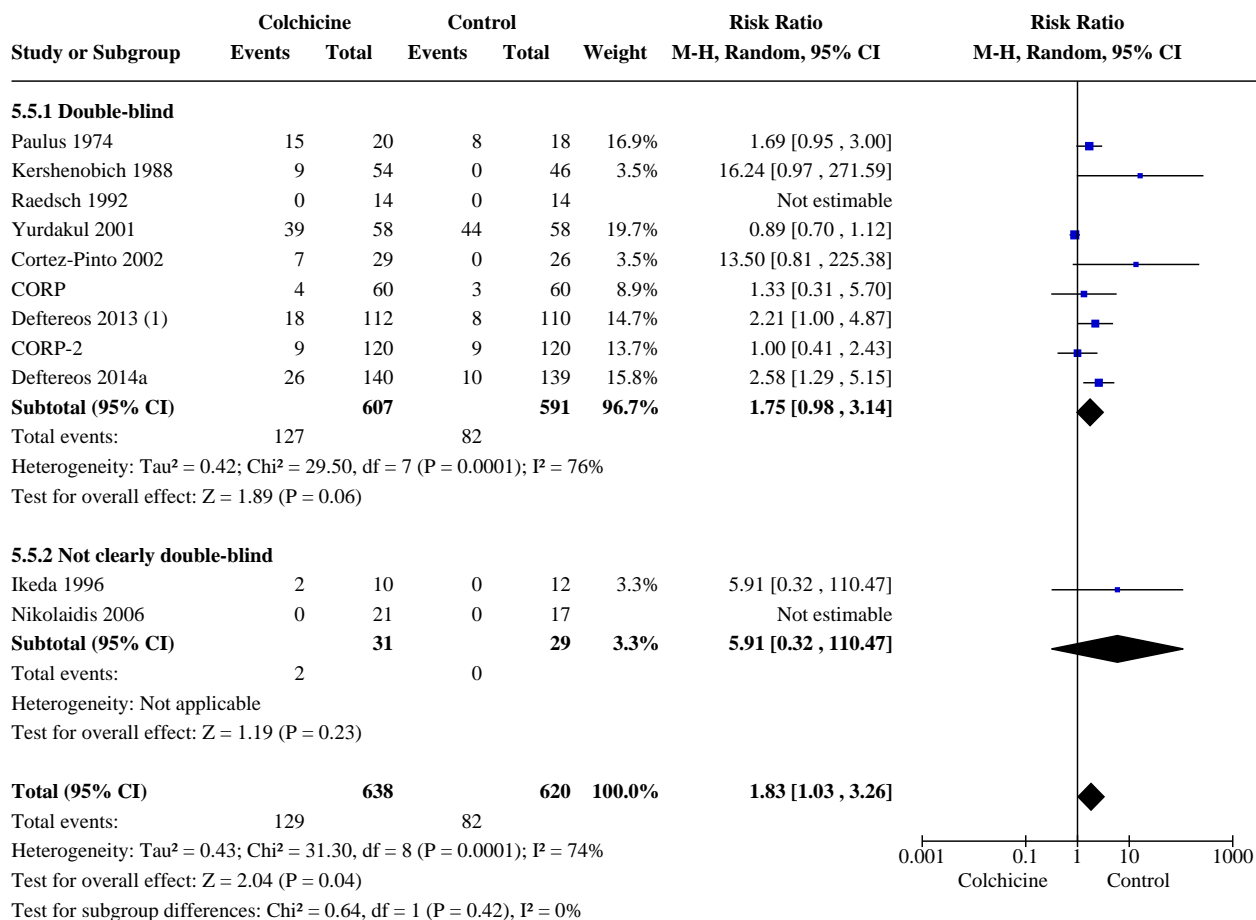 Colchicine Control Risk Ratio Risk Ratio
Study or Subgroup Events Total Events Total Weight M-H, Random, 95% CI M-H, Random, 95% CI
5.5.1 Double-blind
Paulus 1974 15 20 8 18 16.9% 1.69 [0.95 , 3.00]
Kershenobich 1988 9 54 0 46 3.5% 16.24 [0.97 , 271.59]
Raedsch 1992 0 14 0 14 Not estimable
Yurdakul 2001 39 58 44 58 19.7% 0.89 [0.70 , 1.12]
Cortez-Pinto 2002 7 29 0 26 3.5% 13.50 [0.81 , 225.38]
CORP 4 60 3 60 8.9% 1.33 [0.31 , 5.70]
Deftereos 2013 (1) 18 112 8 110 14.7% 2.21 [1.00 , 4.87]
CORP-2 9 120 9 120 13.7% 1.00 [0.41 , 2.43]
Deftereos 2014a 26 140 10 139 15.8% 2.58 [1.29 , 5.15]
Subtotal (95% CI) 607 591 96.7% 1.75 [0.98 , 3.14]
Total events: 127 82
Heterogeneity: Tau² = 0.42; Chi² = 29.50, df = 7 (P = 0.0001); I² = 76%
Test for overall effect: Z = 1.89 (P = 0.06)
5.5.2 Not clearly double-blind
Ikeda 1996 2 10 0 12 3.3% 5.91 [0.32 , 110.47]
Nikolaidis 2006 0 21 0 17 Not estimable
Subtotal (95% CI) 31 29 3.3% 5.91 [0.32 , 110.47]
Total events: 2 0
Heterogeneity: Not applicable
Test for overall effect: Z = 1.19 (P = 0.23)
Total (95% CI) 638 620 100.0% 1.83 [1.03 , 3.26]
Total events: 129 82
Heterogeneity: Tau² = 0.43; Chi² = 31.30, df = 8 (P = 0.0001); I² = 74%
0.001 0.1 1 10 1000
Test for overall effect: Z = 2.04 (P = 0.04) Colchicine Control
Test for subgroup differences: Chi² = 0.64, df = 1 (P = 0.42), I² = 0%